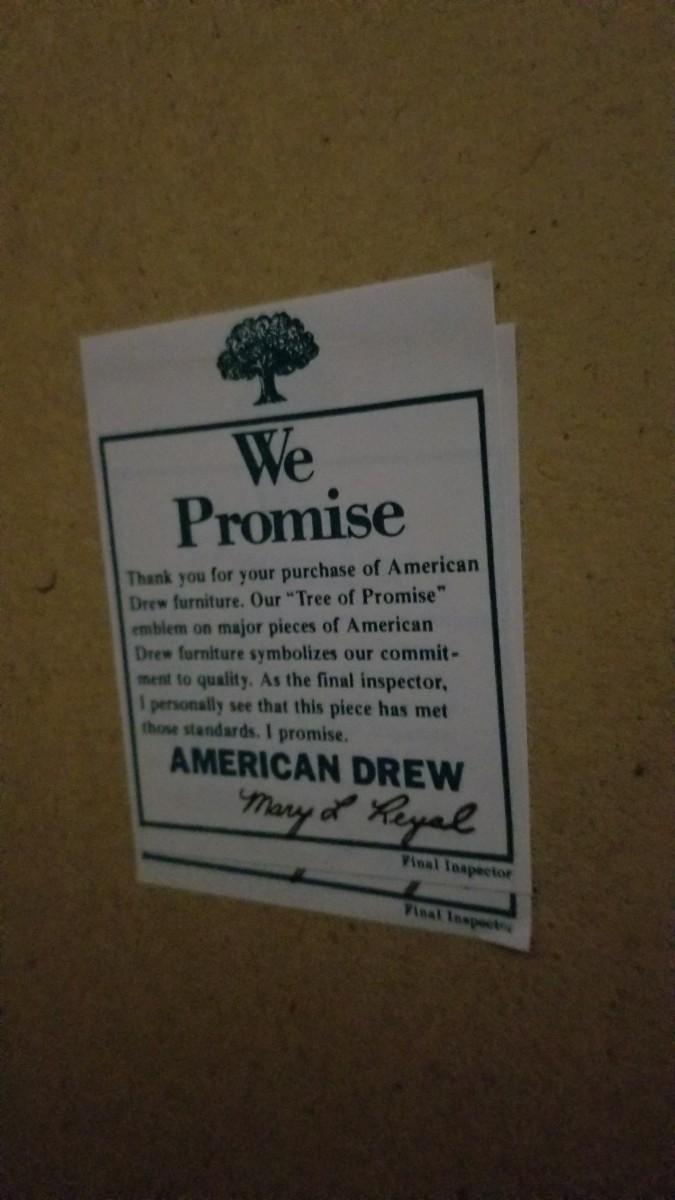 We
Promise
Thank you for your purchase of American
Drew furniture. Our “Tree of Promise”
emblem on major pieces of American
Drew furniture symbolizes our commit-
ment to quality. As the final inspector,
I personally see that this piece has met
those standards. I promise.
AMERICAN DREW
Mary L
Final Inspector
Final Inspector